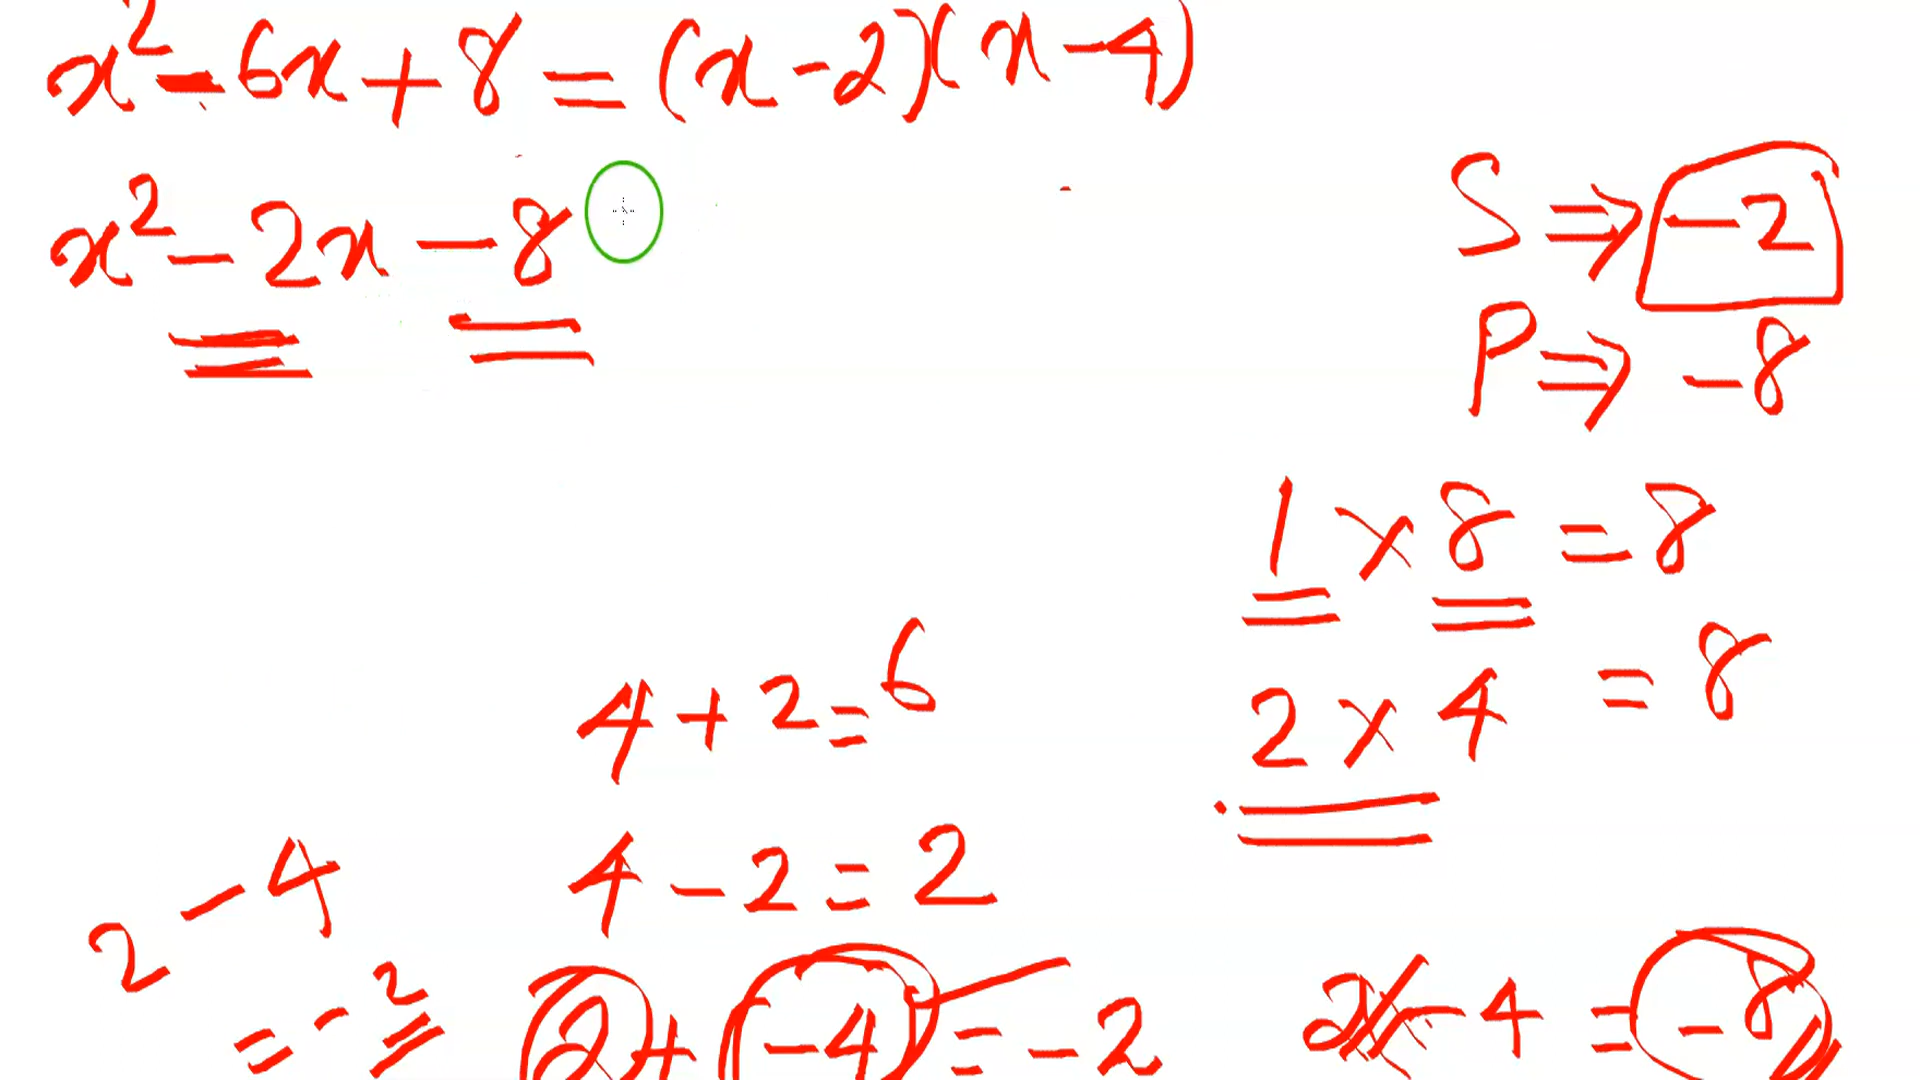 x² - 6x + 8 = (x - 2)(x - 4)
x² - 2x - 8
S ⇒ -2
P ⇒ -8
1 × 8 = 8
2 × 4 = 8
4 + 2 = 6
4 - 2 = 2
2 - 4
= -2
2 + (-4) = -2
- 4 = -8